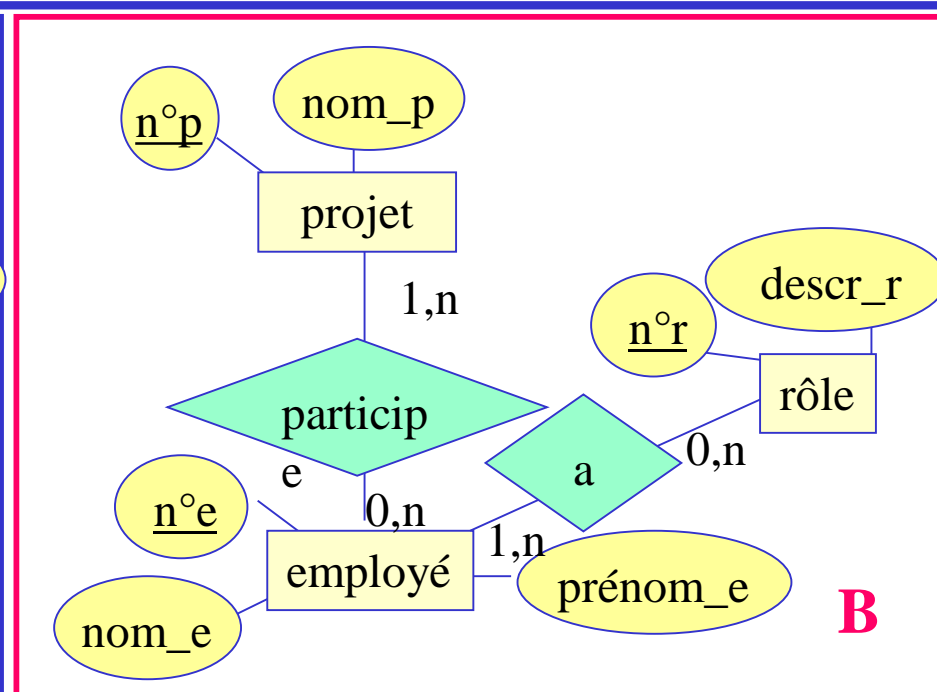 n°p
nom_p
projet
1,n
descr_r
n°r
rôle
particip
e
a
0,n
n°e
0,n
1,n
employé
prénom_e
nom_e
B